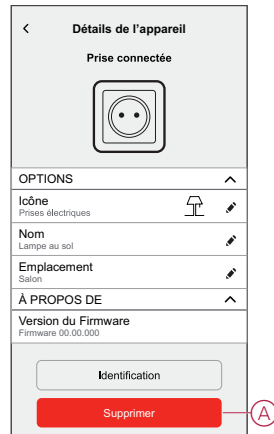 Détails de l'appareil
Prise connectée
OPTIONS
Icône
Prises électriques
Nom
Lampe au sol
Emplacement
Salon
À PROPOS DE
Version du Firmware
Firmware 00.00.000
Identification
Supprimer
A